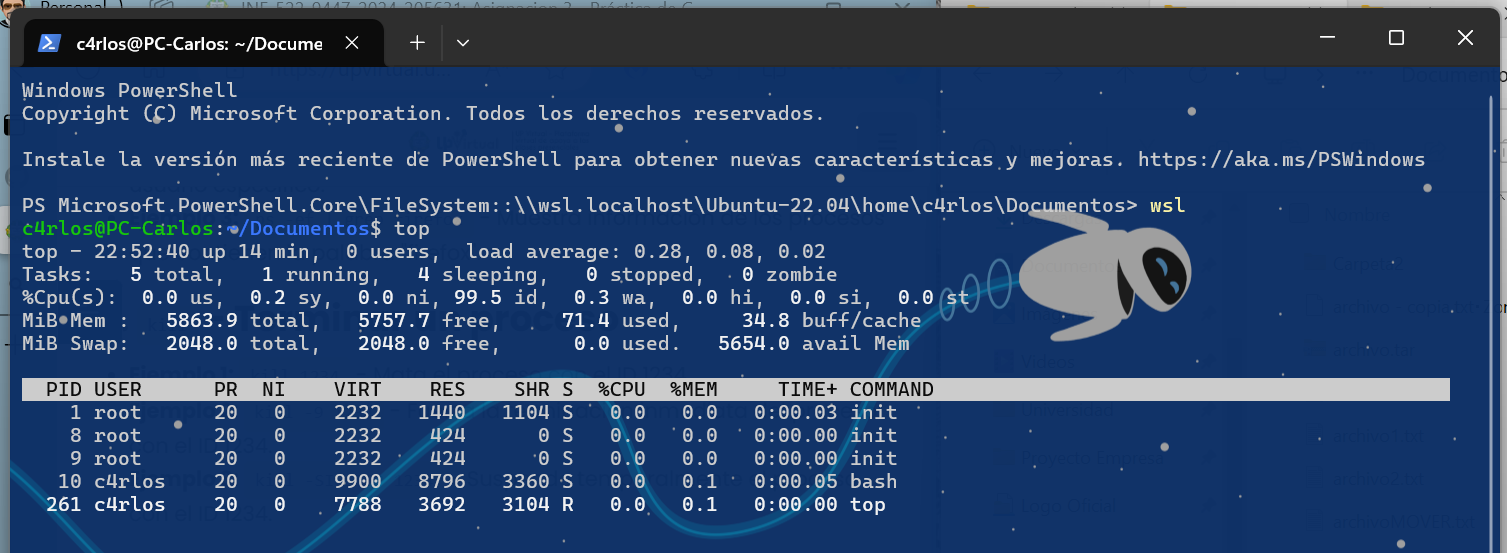 c4rlos@PC-Carlos: ~/Docume
Windows PowerShell
Copyright (C) Microsoft Corporation. Todos los derechos reservados.
Instale la versión más reciente de PowerShell para obtener nuevas características y mejoras. https://aka.ms/PSWindows
PS Microsoft.PowerShell.Core\FileSystem::\\wsl.localhost\Ubuntu-22.04\home\c4rlos\Documentos> wsl
c4rlos@PC-Carlos:~/Documentos$ top
top - 22:52:40 up 14 min,  0 users,  load average: 0.28, 0.08, 0.02
Tasks:   5 total,   1 running,   4 sleeping,   0 stopped,   0 zombie
%Cpu(s):  0.0 us,  0.2 sy,  0.0 ni, 99.5 id,  0.3 wa,  0.0 hi,  0.0 si,  0.0 st
MiB Mem :   5863.9 total,   5757.7 free,     71.4 used,     34.8 buff/cache
MiB Swap:   2048.0 total,   2048.0 free,      0.0 used.   5654.0 avail Mem
PID USER      PR  NI    VIRT    RES    SHR S  %CPU  %MEM     TIME+ COMMAND
1 root      20   0    2232   1440   1104 S   0.0   0.0   0:00.03 init
8 root      20   0    2232    424      0 S   0.0   0.0   0:00.00 init
9 root      20   0    2232    424      0 S   0.0   0.0   0:00.00 init
10 c4rlos    20   0    9900   8796   3360 S   0.0   0.1   0:00.05 bash
261 c4rlos    20   0    7788   3692   3104 R   0.0   0.1   0:00.00 top